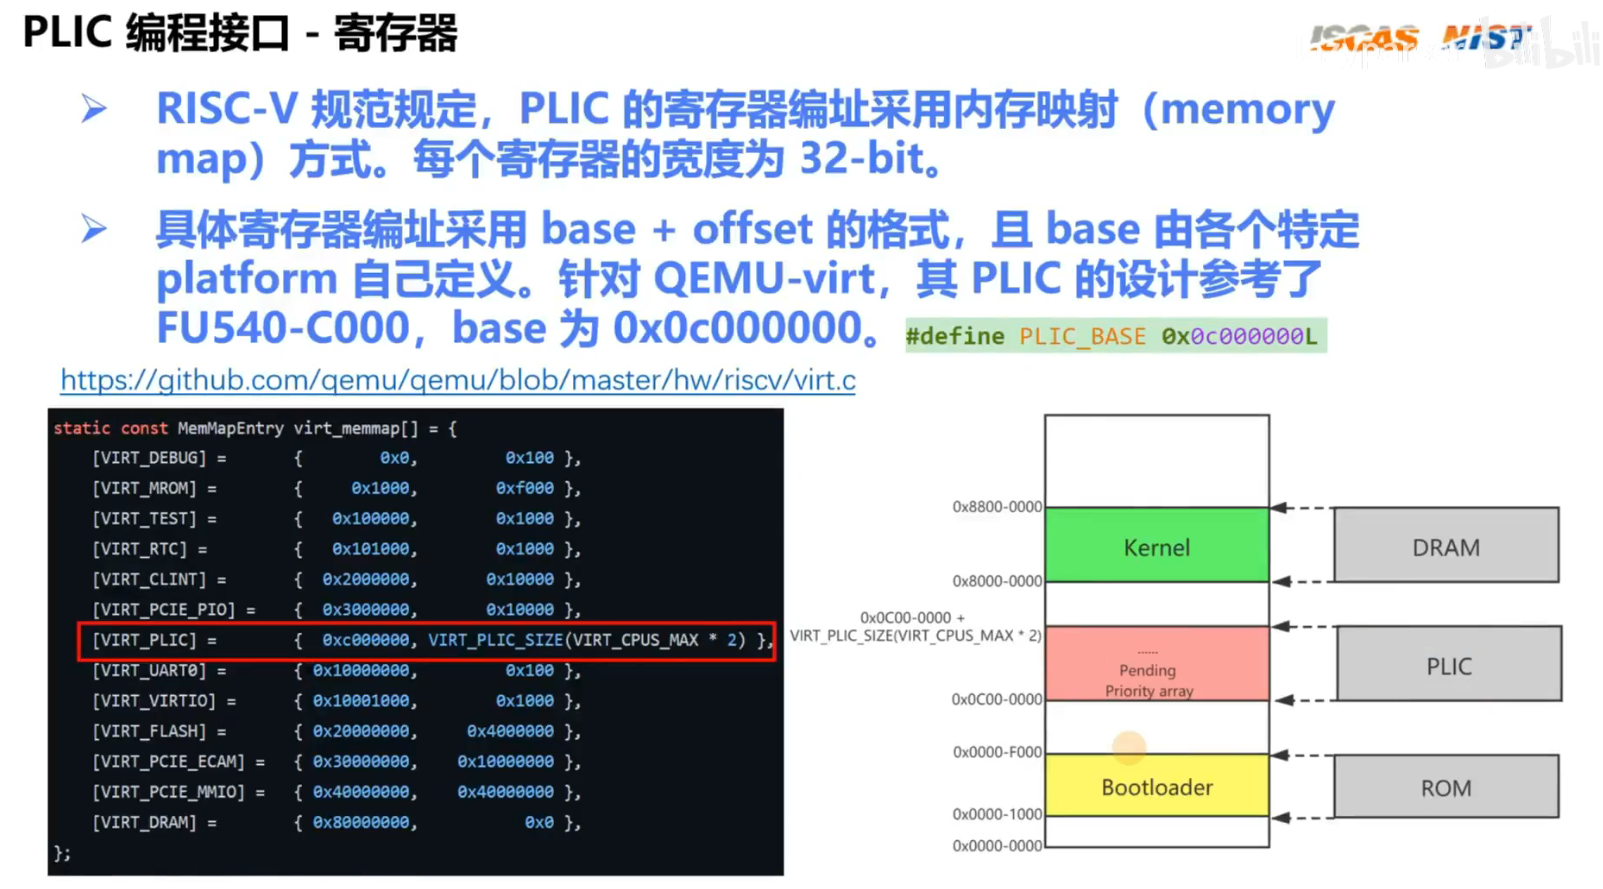 PLIC 编程接口 - 寄存器
ISCAS NIST
bilibili
RISC-V 规范规定，PLIC 的寄存器编址采用内存映射（memory
map）方式。每个寄存器的宽度为 32-bit。
具体寄存器编址采用 base + offset 的格式，且 base 由各个特定
platform 自己定义。针对 QEMU-virt，其 PLIC 的设计参考了
FU540-C000，base 为 0x0c000000。
#define PLIC_BASE 0x0c000000L
https://github.com/qemu/qemu/blob/master/hw/riscv/virt.c
static const MemMapEntry virt_memmap[] = {
[VIRT_DEBUG] = { 0x0, 0x100 },
[VIRT_MROM] = { 0x1000, 0xf000 },
[VIRT_TEST] = { 0x100000, 0x1000 },
[VIRT_RTC] = { 0x101000, 0x1000 },
[VIRT_CLINT] = { 0x2000000, 0x10000 },
[VIRT_PCIE_PIO] = { 0x3000000, 0x10000 },
[VIRT_PLIC] = { 0xc000000, VIRT_PLIC_SIZE(VIRT_CPUS_MAX * 2) },
[VIRT_UART0] = { 0x10000000, 0x100 },
[VIRT_VIRTIO] = { 0x10001000, 0x1000 },
[VIRT_FLASH] = { 0x20000000, 0x4000000 },
[VIRT_PCIE_ECAM] = { 0x30000000, 0x10000000 },
[VIRT_PCIE_MMIO] = { 0x40000000, 0x40000000 },
[VIRT_DRAM] = { 0x80000000, 0x0 },
};
0x8800-0000
Kernel
DRAM
0x8000-0000
0x0C00-0000 +
VIRT_PLIC_SIZE(VIRT_CPUS_MAX * 2)
......
Pending
Priority array
PLIC
0x0C00-0000
0x0000-F000
Bootloader
ROM
0x0000-1000
0x0000-0000